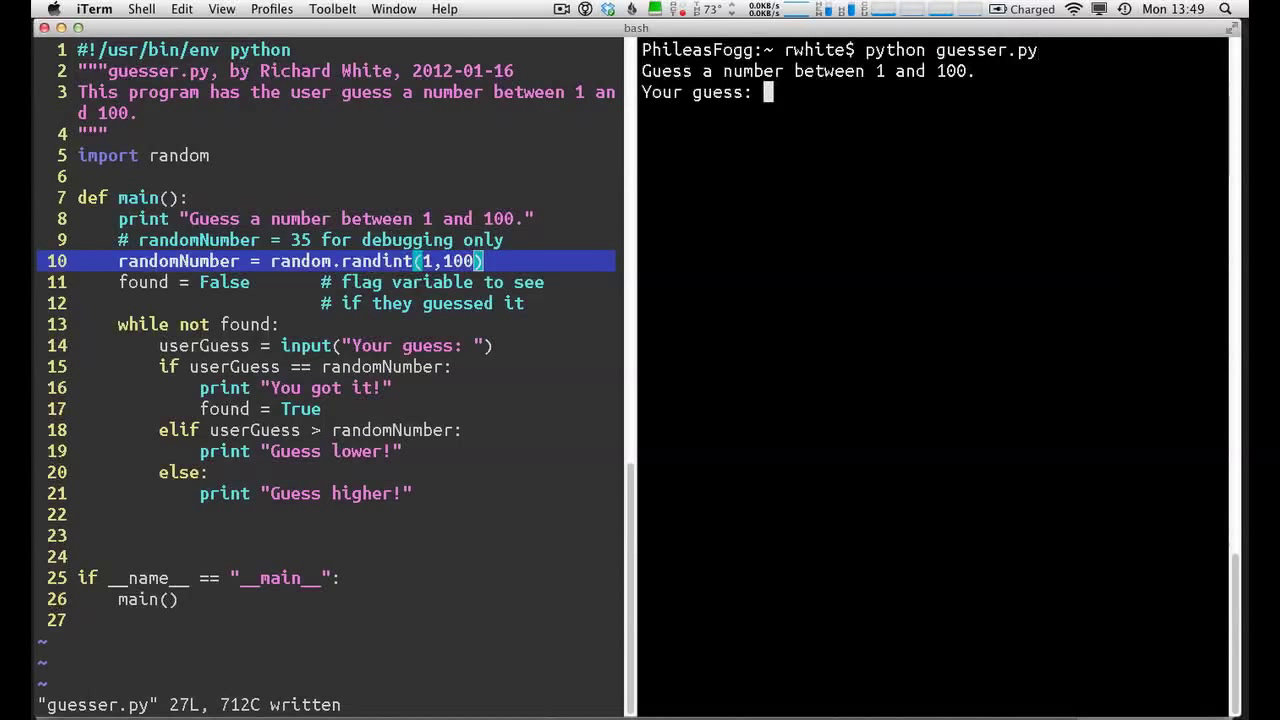 iTerm Shell Edit View Profiles Toolbelt Window Help 73° 0.0KB/s 0.0KB/s Charged Mon 13:49
bash
1 #!/usr/bin/env python
2 """guesser.py, by Richard White, 2012-01-16
3 This program has the user guess a number between 1 an
d 100.
4 """
5 import random
6
7 def main():
8 print "Guess a number between 1 and 100."
9 # randomNumber = 35 for debugging only
10 randomNumber = random.randint(1,100)
11 found = False # flag variable to see
12 # if they guessed it
13 while not found:
14 userGuess = input("Your guess: ")
15 if userGuess == randomNumber:
16 print "You got it!"
17 found = True
18 elif userGuess > randomNumber:
19 print "Guess lower!"
20 else:
21 print "Guess higher!"
22
23
24
25 if __name__ == "__main__":
26 main()
27
~
~
~
"guesser.py" 27L, 712C written
PhileasFogg:~ rwhite$ python guesser.py
Guess a number between 1 and 100.
Your guess: